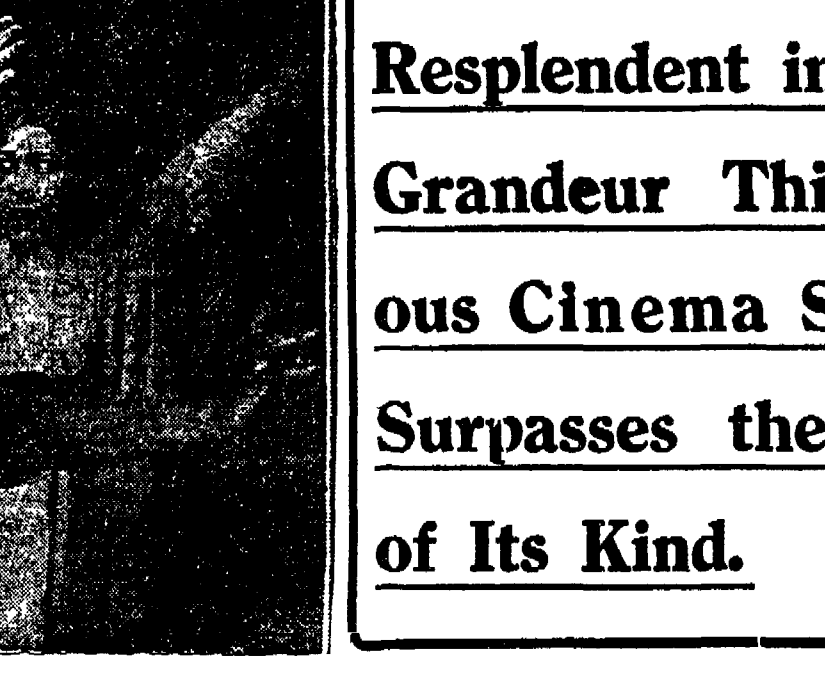 Resplendent in
Grandeur Thi
ous Cinema S
Surpasses the
of Its Kind.